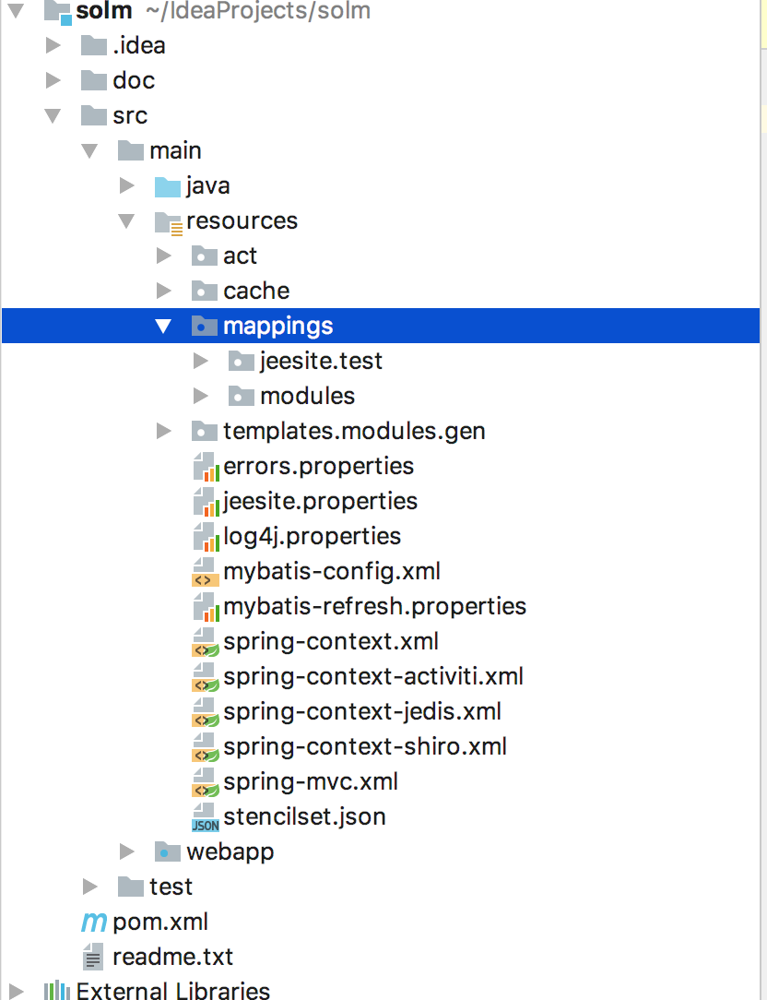 solm ~/IdeaProjects/solm
.idea
doc
src
main
java
resources
act
cache
mappings
jeesite.test
modules
templates.modules.gen
errors.properties
jeesite.properties
log4j.properties
mybatis-config.xml
mybatis-refresh.properties
spring-context.xml
spring-context-activiti.xml
spring-context-jedis.xml
spring-context-shiro.xml
spring-mvc.xml
JSON stencilset.json
webapp
test
m pom.xml
readme.txt
External Libraries